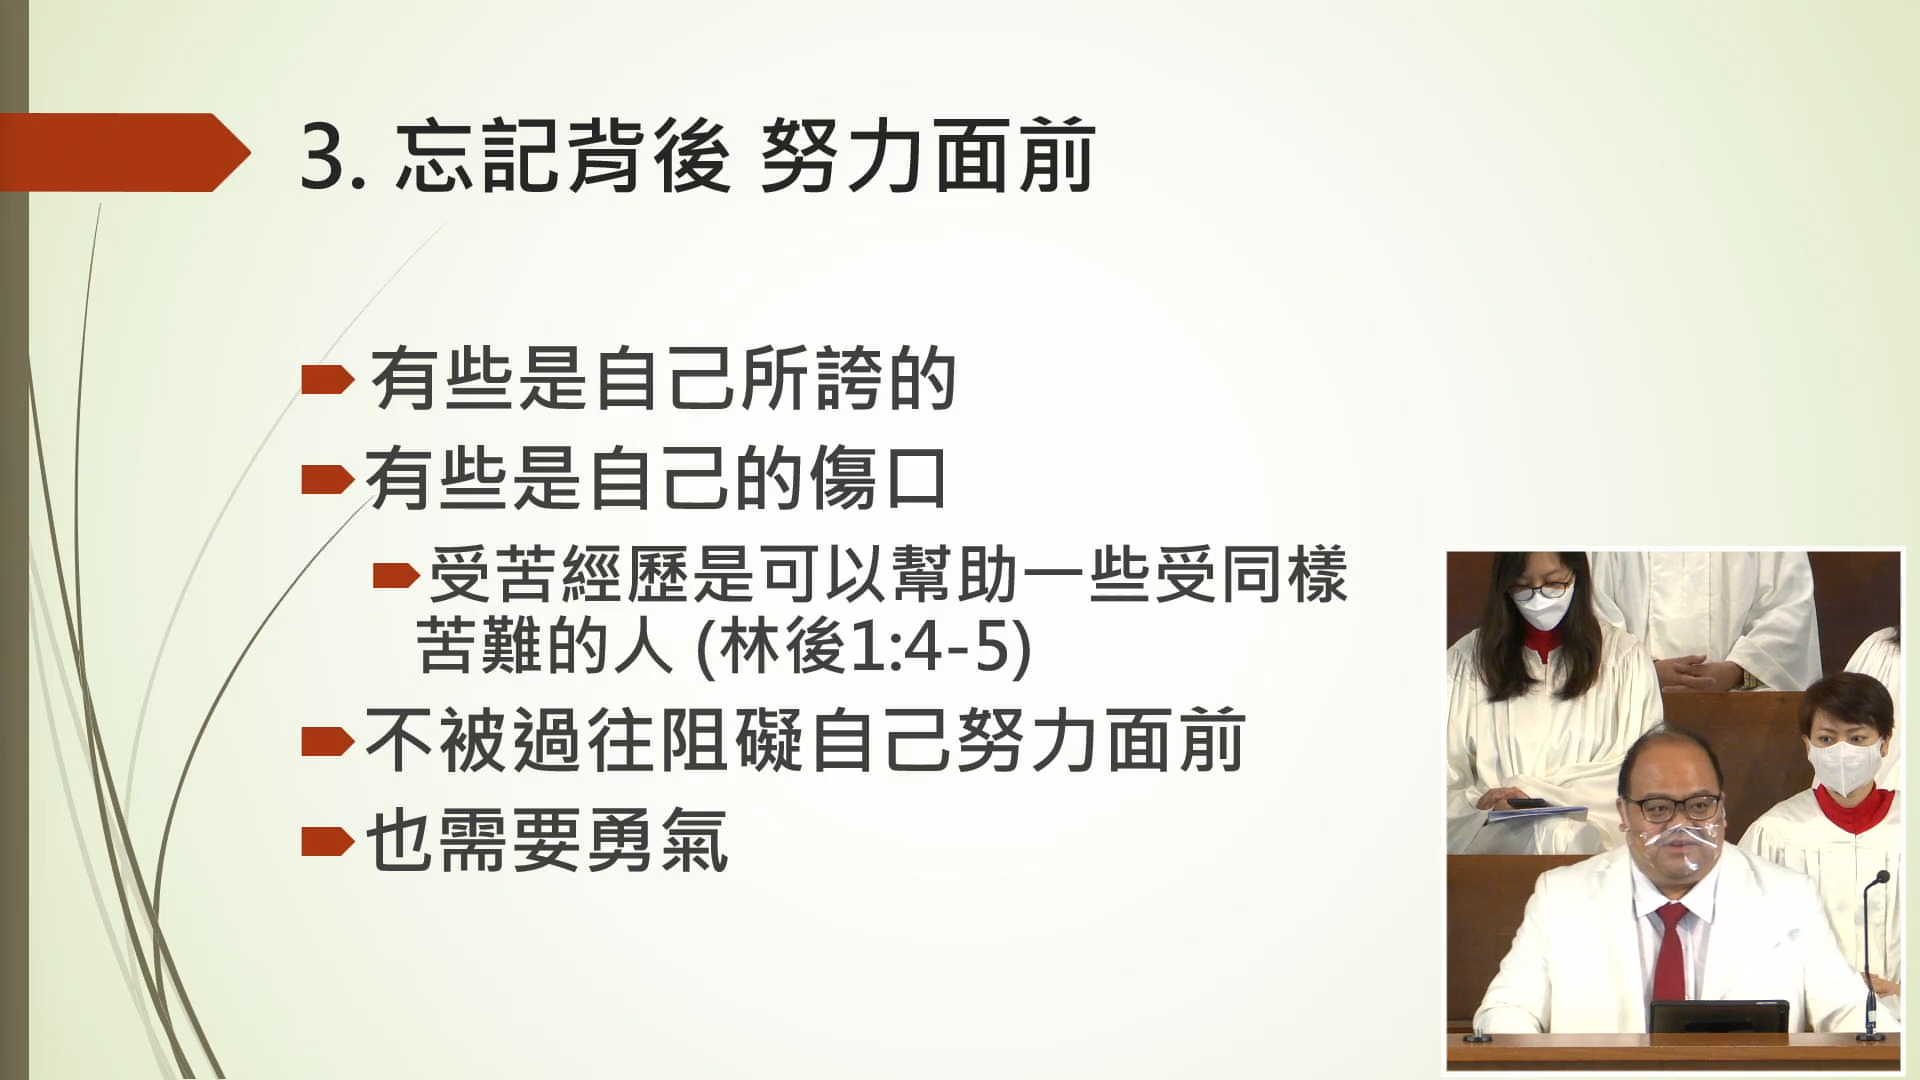 3. 忘記背後 努力面前
有些是自己所誇的
有些是自己的傷口
受苦經歷是可以幫助一些受同樣
苦難的人 (林後1:4-5)
不被過往阻礙自己努力面前
也需要勇氣